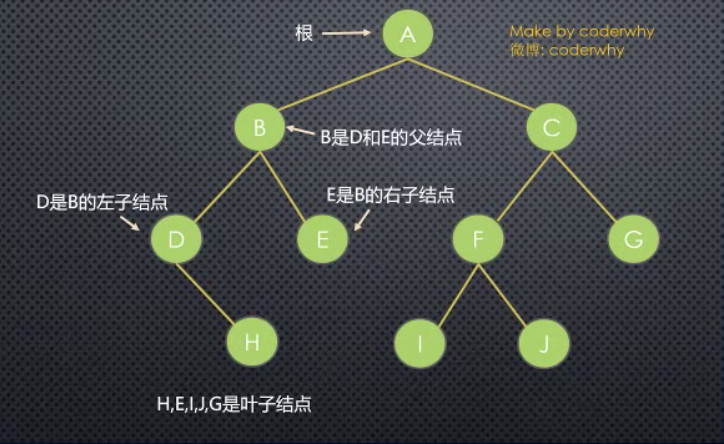 根
A
Make by coderwhy
微博: coderwhy
B
B是D和E的父结点
C
D是B的左子结点
E是B的右子结点
D
E
F
G
H
I
J
H,E,I,J,G是叶子结点